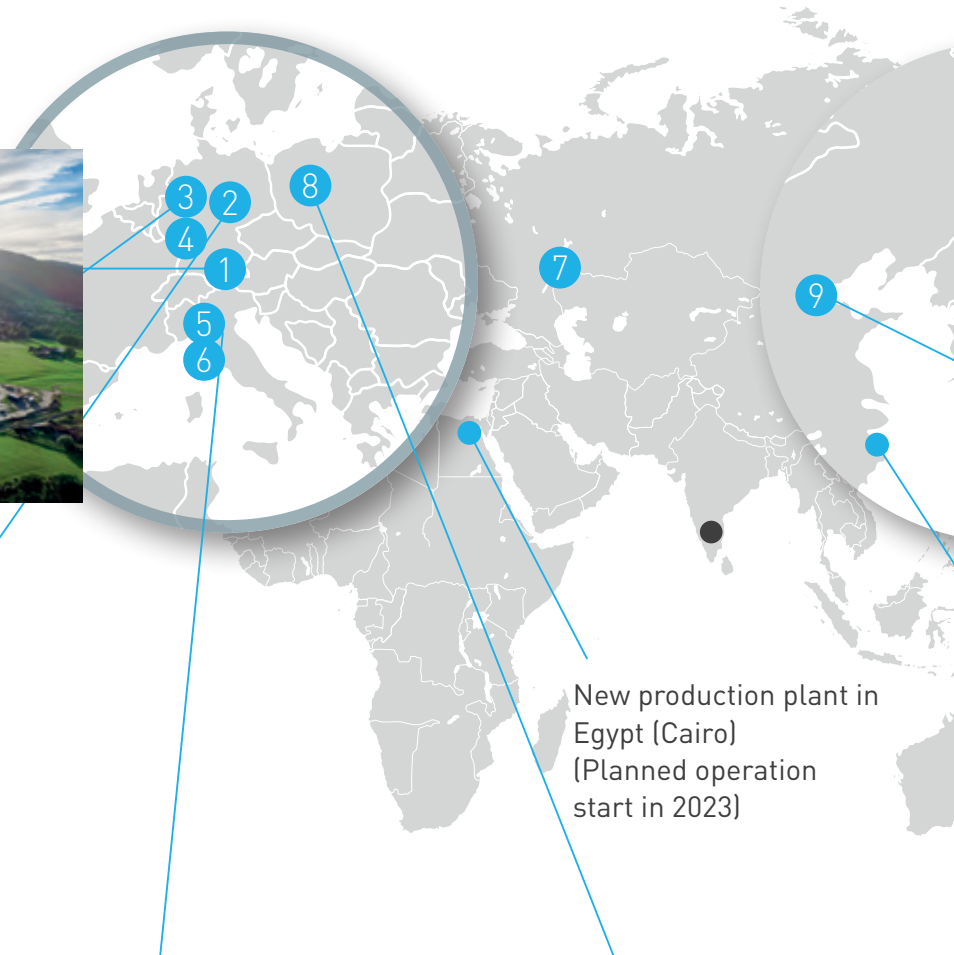 3
2
8
4
1
7
9
5
6
New production plant in
Egypt (Cairo)
(Planned operation
start in 2023)